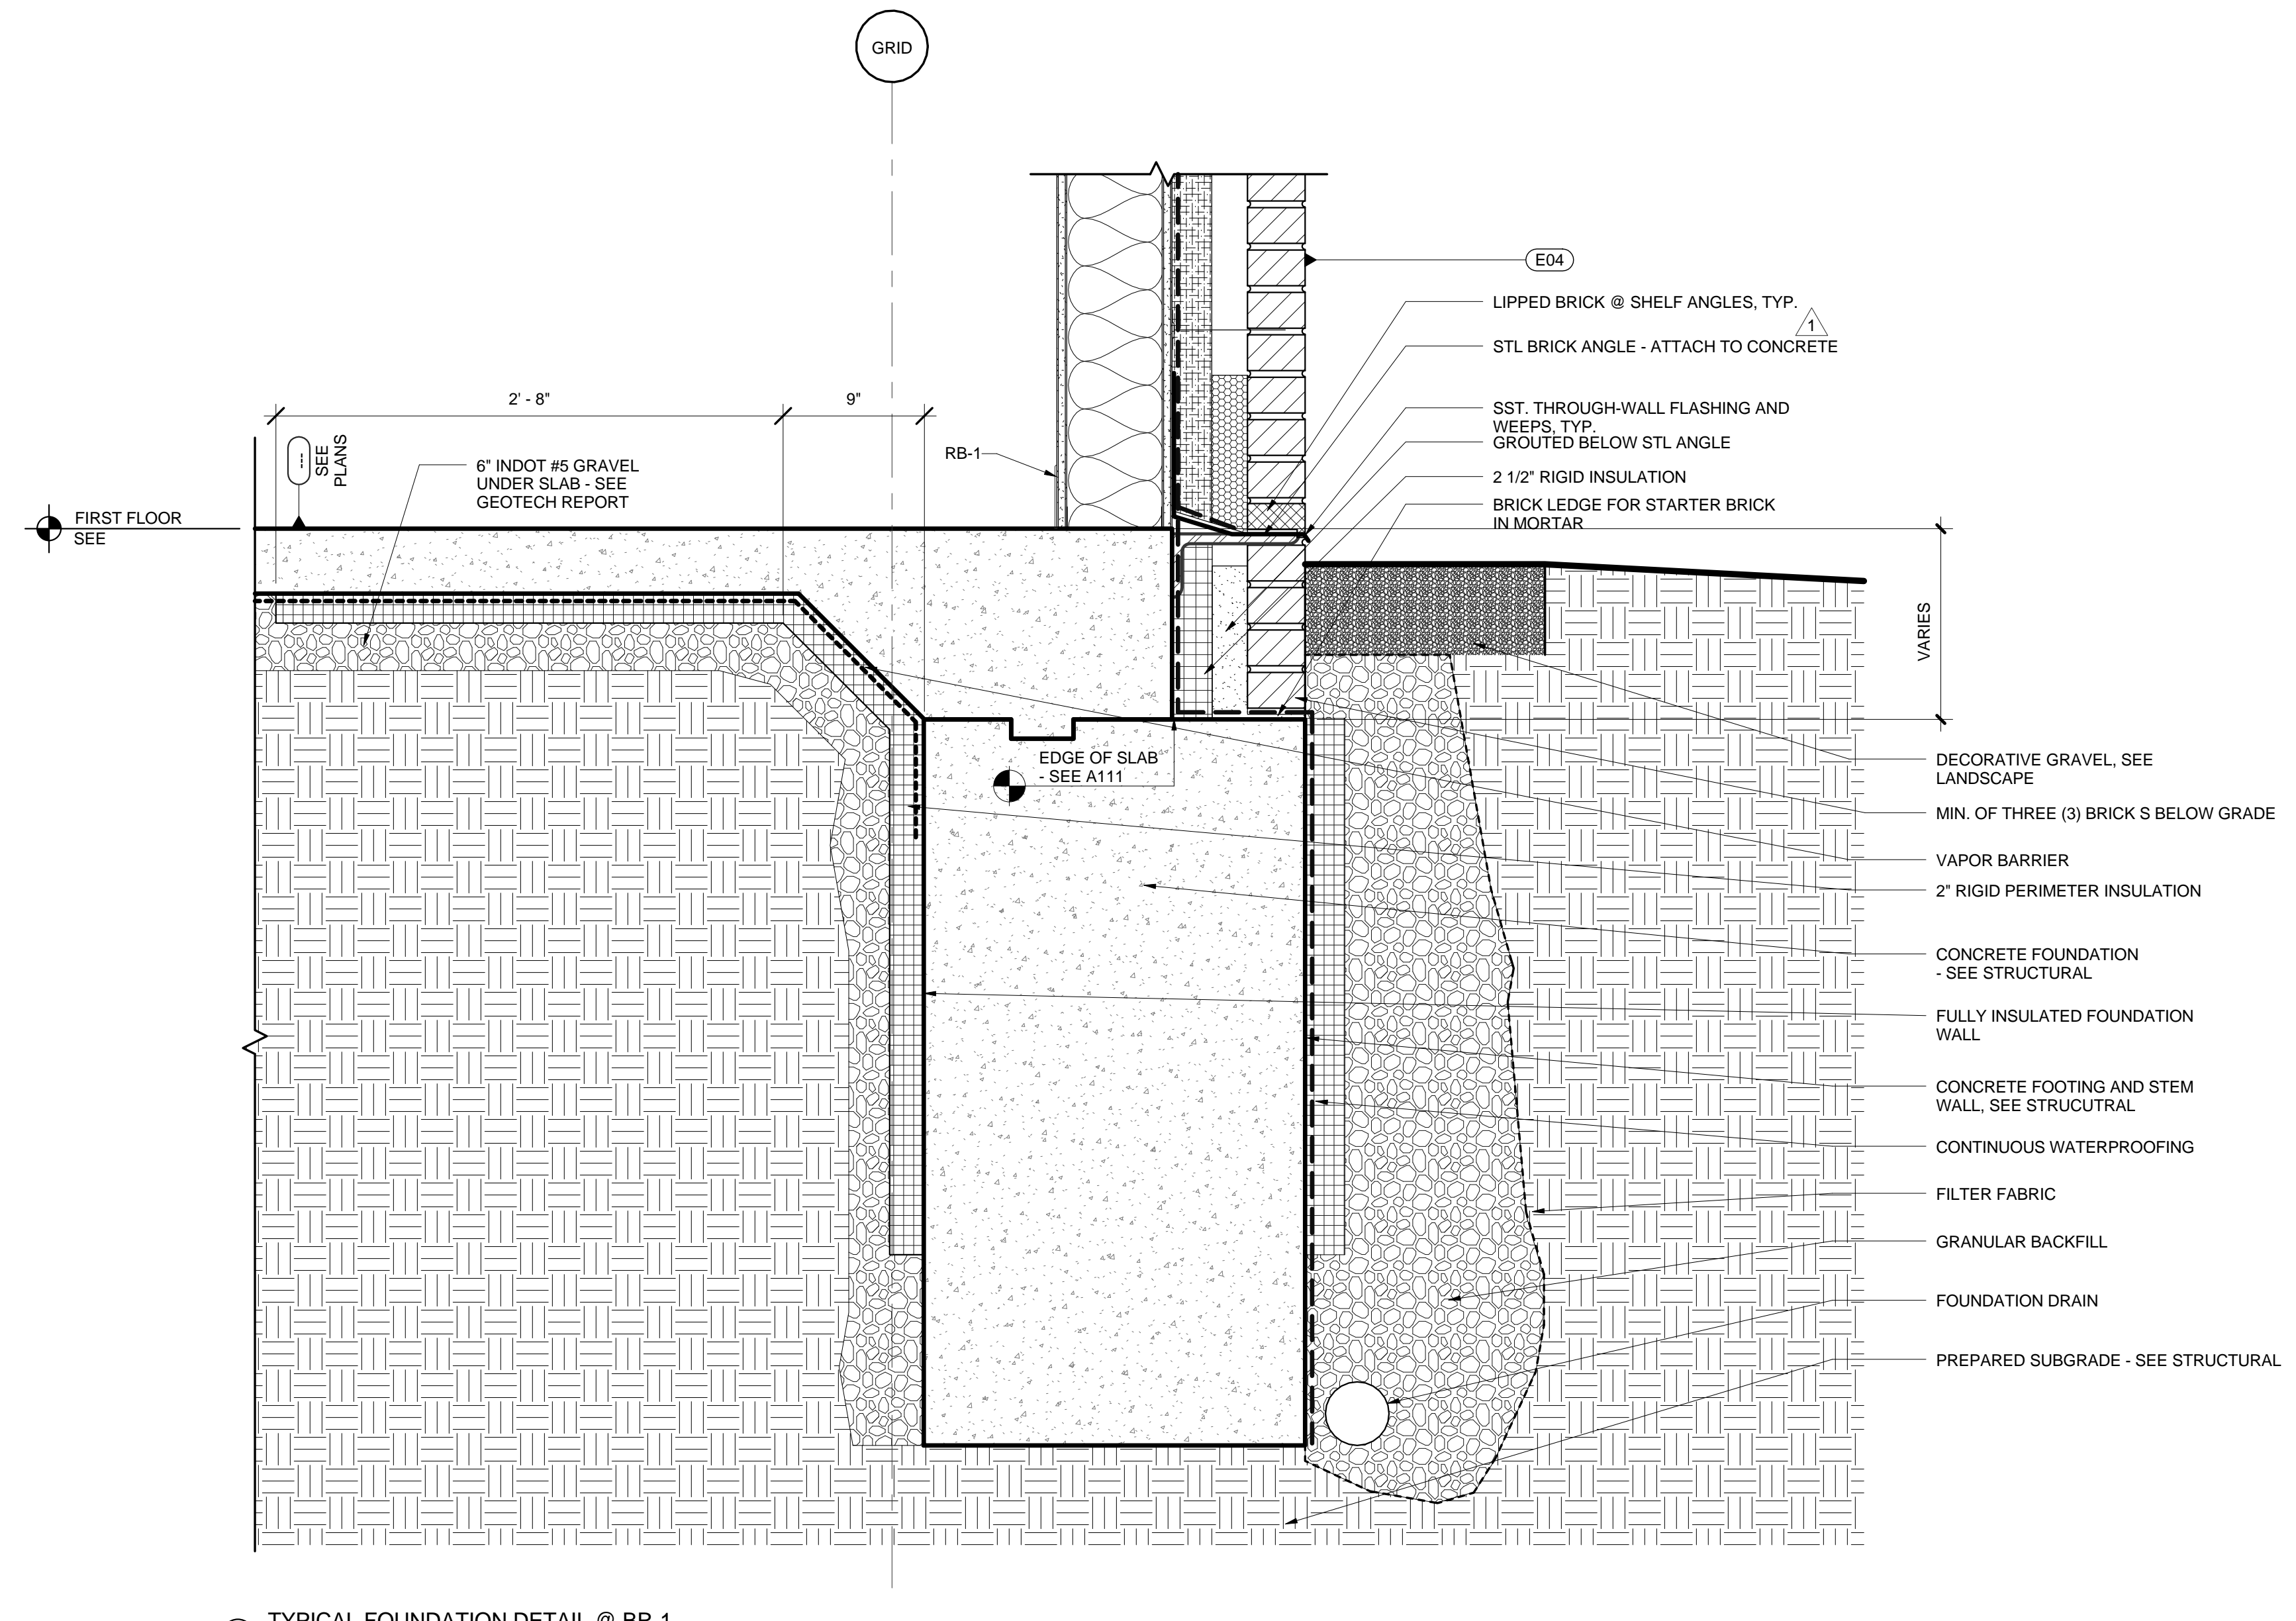 GRID
E04
LIPPED BRICK @ SHELF ANGLES, TYP.
1
STL BRICK ANGLE - ATTACH TO CONCRETE
SST. THROUGH-WALL FLASHING AND
WEEPS, TYP.
GROUTED BELOW STL ANGLE
2 1/2" RIGID INSULATION
BRICK LEDGE FOR STARTER BRICK
IN MORTAR
2' - 8"
9"
---
SEE
PLANS
6" INDOT #5 GRAVEL
UNDER SLAB - SEE
GEOTECH REPORT
RB-1
FIRST FLOOR
SEE
VARIES
EDGE OF SLAB
- SEE A111
DECORATIVE GRAVEL, SEE
LANDSCAPE
MIN. OF THREE (3) BRICK S BELOW GRADE
VAPOR BARRIER
2" RIGID PERIMETER INSULATION
CONCRETE FOUNDATION
- SEE STRUCTURAL
FULLY INSULATED FOUNDATION
WALL
CONCRETE FOOTING AND STEM
WALL, SEE STRUCUTRAL
CONTINUOUS WATERPROOFING
FILTER FABRIC
GRANULAR BACKFILL
FOUNDATION DRAIN
PREPARED SUBGRADE - SEE STRUCTURAL
TYPICAL FOUNDATION DETAIL @ BR-1